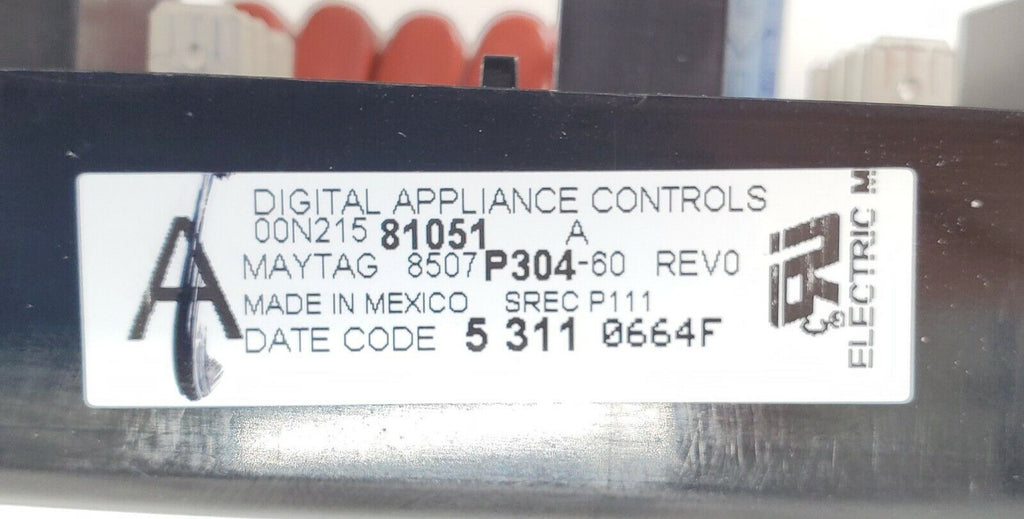 A
DIGITAL APPLIANCE CONTROLS
00N215 81051 A
MAYTAG 8507P304-60 REV0
MADE IN MEXICO SREC P111
DATE CODE 5 311 0664F
ELECTRIC